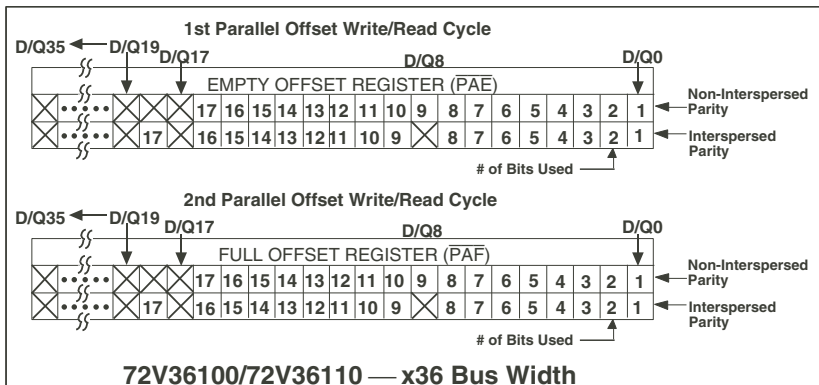 1st Parallel Offset Write/Read Cycle
D/Q35 D/Q19 D/Q17 D/Q8 D/Q0
EMPTY OFFSET REGISTER (PAE)
17 16 15 14 13 12 11 10 9 8 7 6 5 4 3 2 1 Non-Interspersed Parity
17 16 15 14 13 12 11 10 9 8 7 6 5 4 3 2 1 Interspersed Parity
# of Bits Used
2nd Parallel Offset Write/Read Cycle
D/Q35 D/Q19 D/Q17 D/Q8 D/Q0
FULL OFFSET REGISTER (PAF)
17 16 15 14 13 12 11 10 9 8 7 6 5 4 3 2 1 Non-Interspersed Parity
17 16 15 14 13 12 11 10 9 8 7 6 5 4 3 2 1 Interspersed Parity
# of Bits Used
72V36100/72V36110 — x36 Bus Width